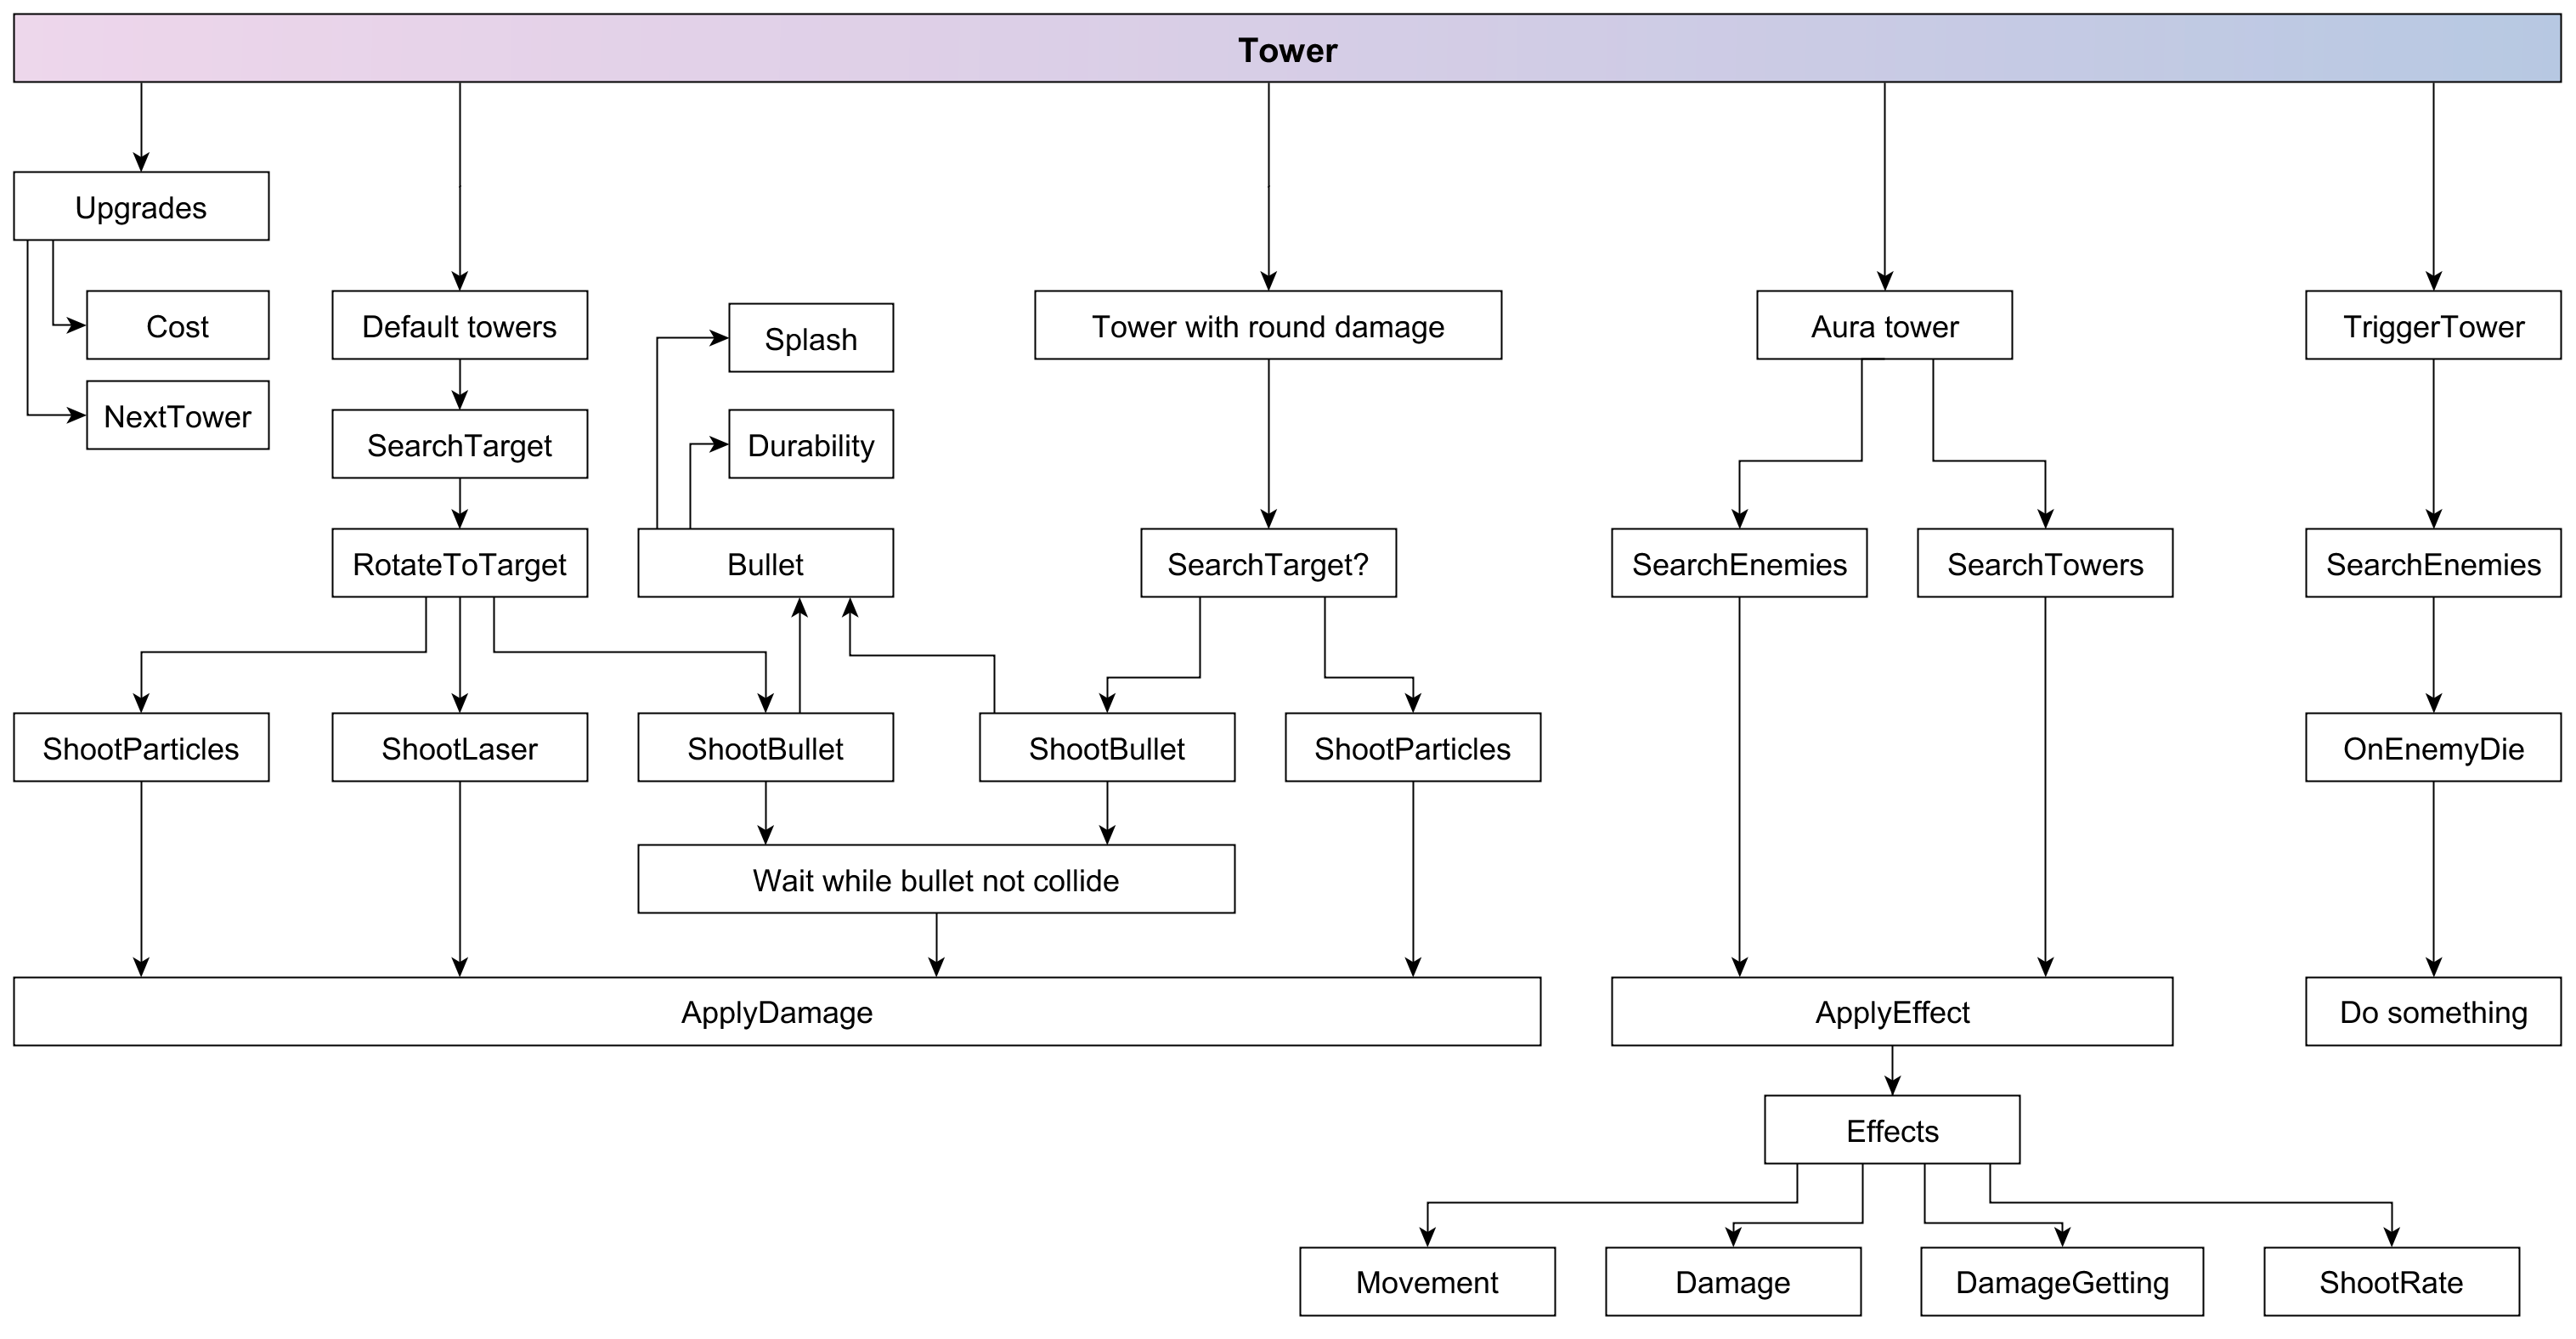 Tower
Upgrades
Cost
Default towers
Splash
Tower with round damage
Aura tower
TriggerTower
NextTower
SearchTarget
Durability
RotateToTarget
Bullet
SearchTarget?
SearchEnemies
SearchTowers
SearchEnemies
ShootParticles
ShootLaser
ShootBullet
ShootBullet
ShootParticles
OnEnemyDie
Wait while bullet not collide
ApplyDamage
ApplyEffect
Do something
Effects
Movement
Damage
DamageGetting
ShootRate